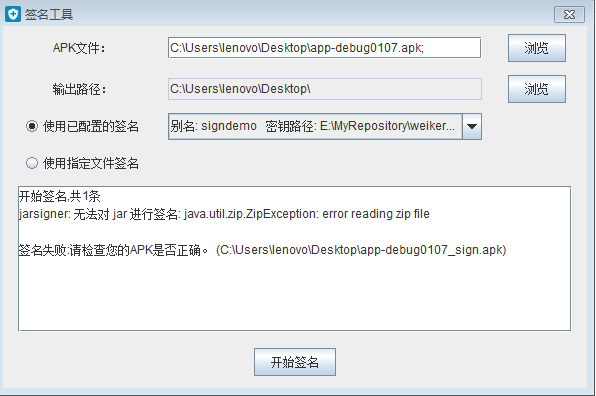 签名工具
APK文件：
C:\Users\lenovo\Desktop\app-debug0107.apk;
浏览
输出路径：
C:\Users\lenovo\Desktop\
浏览
使用已配置的签名
别名: signdemo 密钥路径: E:\MyRepository\weiker...
使用指定文件签名
开始签名,共1条
jarsigner: 无法对 jar 进行签名: java.util.zip.ZipException: error reading zip file
签名失败:请检查您的APK是否正确。(C:\Users\lenovo\Desktop\app-debug0107_sign.apk)
开始签名